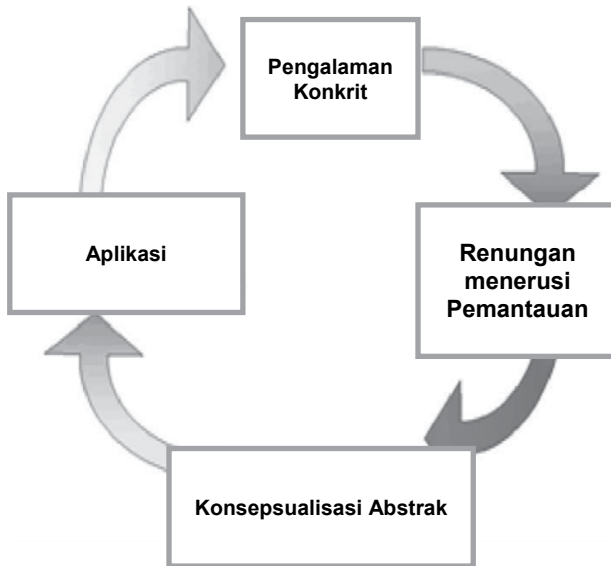 Pengalaman
Konkrit
Renungan
menerusi
Pemantauan
Konsepsualisasi Abstrak
Aplikasi